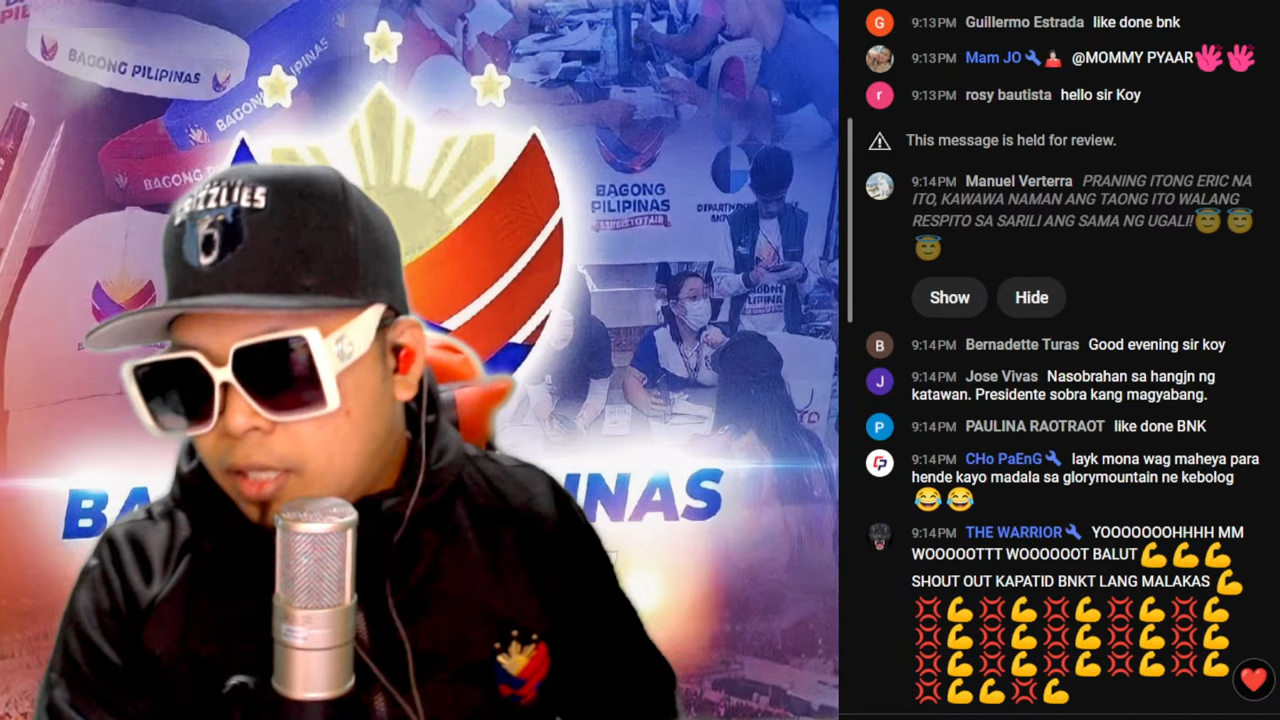 BAGONG PILIPINAS
BAGONG PILIPINAS
BAGONG
GRIZZLIES
BAGONG
PILIPINAS
BA
INAS
9:13 PM Guillermo Estrada like done bnk
9:13 PM Mam JO @MOMMY PYAAR
9:13 PM rosy bautista hello sir Koy
This message is held for review.
9:14 PM Manuel Verterra PRANING ITONG ERIC NA
ITO, KAWAWA NAMAN ANG TAONG ITO WALANG
RESPITO SA SARILI ANG SAMA NG UGALI!!
Show Hide
B 9:14 PM Bernadette Turas Good evening sir koy
J 9:14 PM Jose Vivas Nasobrahan sa hangjn ng
katawan. Presidente sobra kang magyabang.
P 9:14 PM PAULINA RAOTRAOT like done BNK
9:14 PM CHo PaEnG layk mona wag maheya para
hende kayo madala sa glorymountain ne kebolog
9:14 PM THE WARRIOR YOOOOOOOHHHH MM
WOOOOOTTT WOOOOOOT BALUT
SHOUT OUT KAPATID BNKT LANG MALAKAS